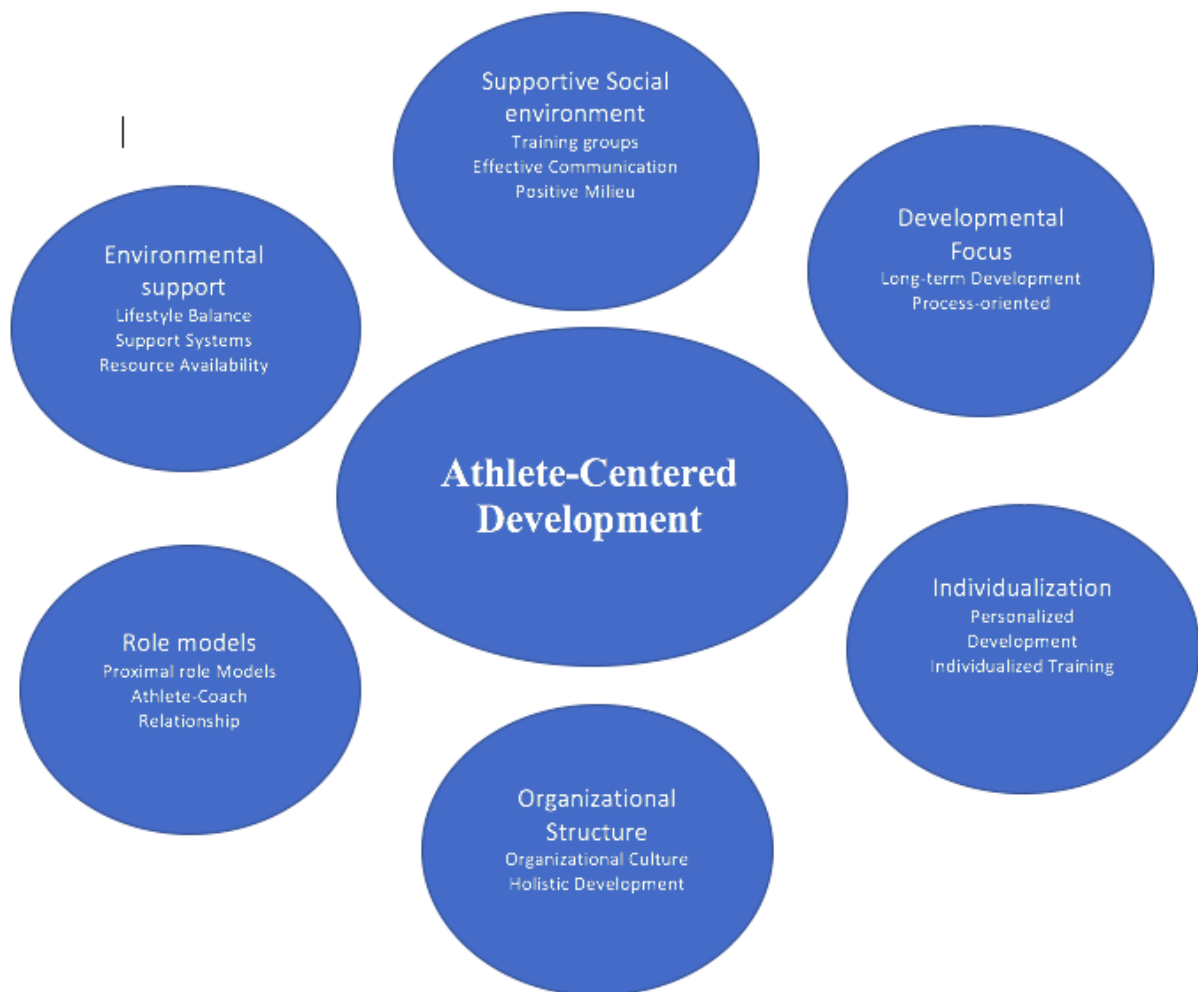 Supportive Social
environment
Training groups
Effective Communication
Positive Milieu
Developmental
Focus
Long-term Development
Process-oriented
Environmental
support
Lifestyle Balance
Support Systems
Resource Availability
Athlete-Centered
Development
Individualization
Personalized
Development
Individualized Training
Role models
Proximal role Models
Athlete-Coach
Relationship
Organizational
Structure
Organizational Culture
Holistic Development